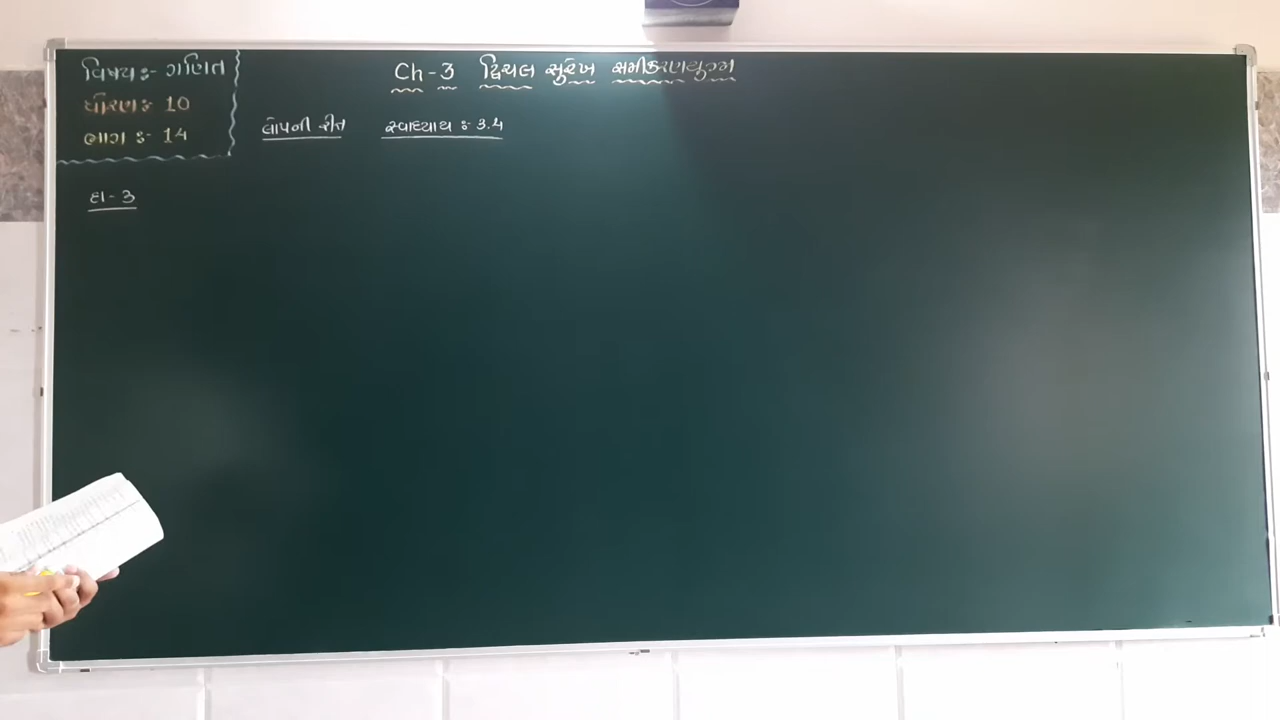 વિષય :- ગણિત
ધોરણ :- 10
ભાગ :- 14
Ch - 3 દ્વિચલ સુરેખ સમીકરણયુગ્મ
લોપની રીત સ્વાધ્યાય :- 3.4
દા - 3